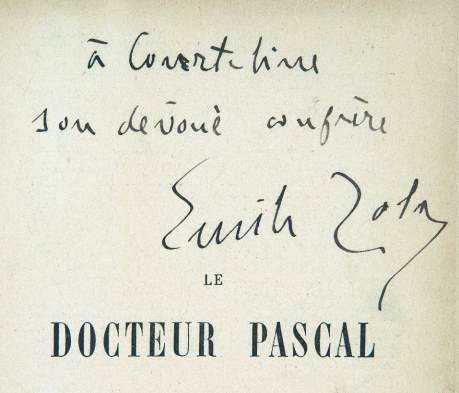 à Courteline
son dévoué confrère
Emile Zola
LE
DOCTEUR PASCAL